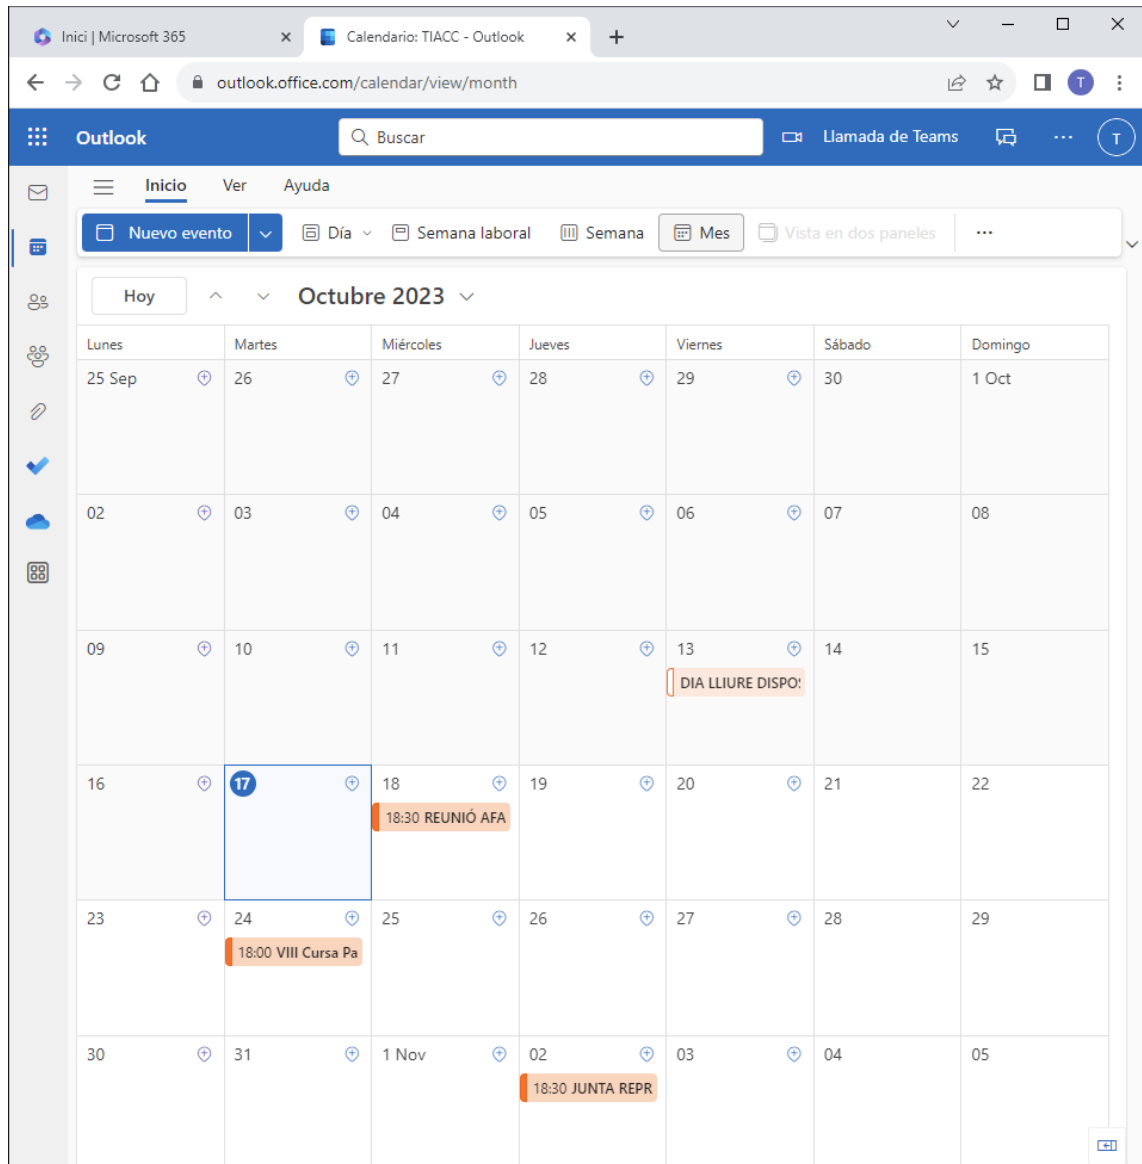 Inici | Microsoft 365
Calendario: TIACC - Outlook
outlook.office.com/calendar/view/month
T
Outlook
Buscar
Llamada de Teams
T
Inicio Ver Ayuda
Nuevo evento Día Semana laboral Semana Mes Vista en dos paneles
Hoy Octubre 2023
Lunes Martes Miércoles Jueves Viernes Sábado Domingo
25 Sep 26 27 28 29 30 1 Oct
02 03 04 05 06 07 08
09 10 11 12 13 14 15
DIA LLIURE DISPO
16 17 18 19 20 21 22
18:30 REUNIÓ AFA
23 24 25 26 27 28 29
18:00 VIII Cursa Pa
30 31 1 Nov 02 03 04 05
18:30 JUNTA REPR